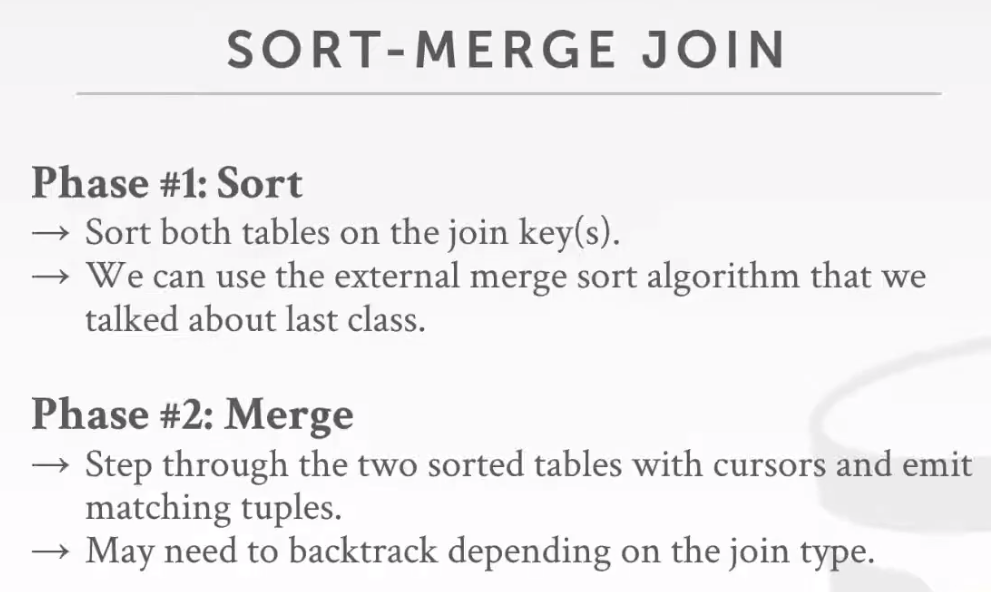 SORT-MERGE JOIN
Phase #1: Sort
→ Sort both tables on the join key(s).
→ We can use the external merge sort algorithm that we
talked about last class.
Phase #2: Merge
→ Step through the two sorted tables with cursors and emit
matching tuples.
→ May need to backtrack depending on the join type.